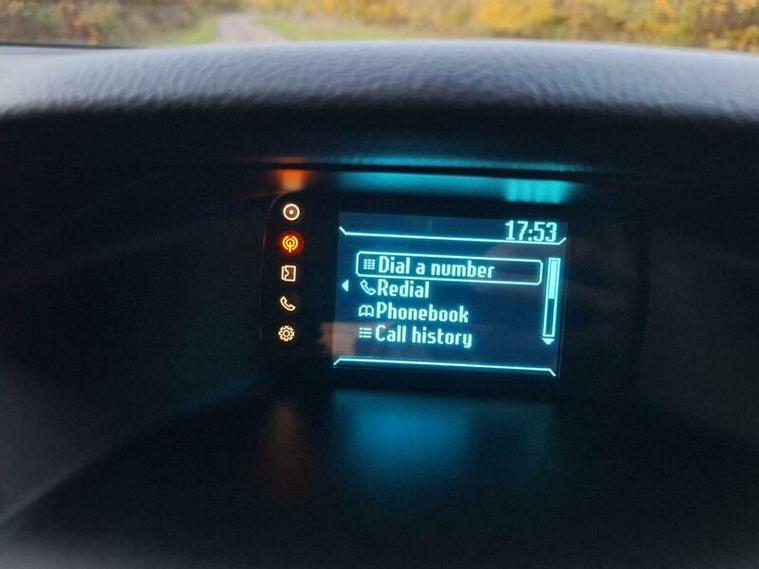 17:53
Dial a number
Redial
Phonebook
Call history